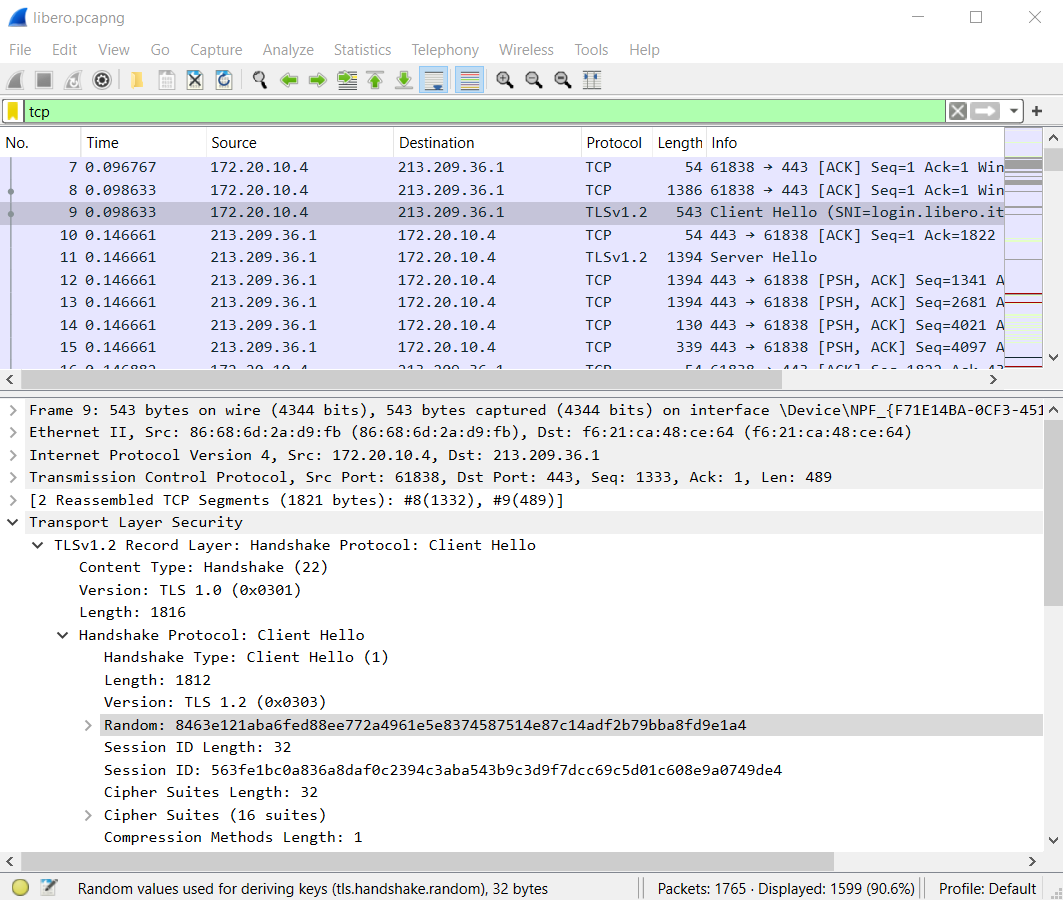 libero.pcapng
File Edit View Go Capture Analyze Statistics Telephony Wireless Tools Help
tcp
No. Time Source Destination Protocol Length Info
7 0.096767 172.20.10.4 213.209.36.1 TCP 54 61838 → 443 [ACK] Seq=1 Ack=1 Win
8 0.098633 172.20.10.4 213.209.36.1 TCP 1386 61838 → 443 [ACK] Seq=1 Ack=1 Win
9 0.098633 172.20.10.4 213.209.36.1 TLSv1.2 543 Client Hello (SNI=login.libero.it
10 0.146661 213.209.36.1 172.20.10.4 TCP 54 443 → 61838 [ACK] Seq=1 Ack=1822
11 0.146661 213.209.36.1 172.20.10.4 TLSv1.2 1394 Server Hello
12 0.146661 213.209.36.1 172.20.10.4 TCP 1394 443 → 61838 [PSH, ACK] Seq=1341 A
13 0.146661 213.209.36.1 172.20.10.4 TCP 1394 443 → 61838 [PSH, ACK] Seq=2681 A
14 0.146661 213.209.36.1 172.20.10.4 TCP 130 443 → 61838 [PSH, ACK] Seq=4021 A
15 0.146661 213.209.36.1 172.20.10.4 TCP 339 443 → 61838 [PSH, ACK] Seq=4097 A
Frame 9: 543 bytes on wire (4344 bits), 543 bytes captured (4344 bits) on interface \Device\NPF_{F71E14BA-0CF3-451
Ethernet II, Src: 86:68:6d:2a:d9:fb (86:68:6d:2a:d9:fb), Dst: f6:21:ca:48:ce:64 (f6:21:ca:48:ce:64)
Internet Protocol Version 4, Src: 172.20.10.4, Dst: 213.209.36.1
Transmission Control Protocol, Src Port: 61838, Dst Port: 443, Seq: 1333, Ack: 1, Len: 489
[2 Reassembled TCP Segments (1821 bytes): #8(1332), #9(489)]
Transport Layer Security
TLSv1.2 Record Layer: Handshake Protocol: Client Hello
Content Type: Handshake (22)
Version: TLS 1.0 (0x0301)
Length: 1816
Handshake Protocol: Client Hello
Handshake Type: Client Hello (1)
Length: 1812
Version: TLS 1.2 (0x0303)
Random: 8463e121aba6fed88ee772a4961e5e8374587514e87c14adf2b79bba8fd9e1a4
Session ID Length: 32
Session ID: 563fe1bc0a836a8daf0c2394c3aba543b9c3d9f7dcc69c5d01c608e9a0749de4
Cipher Suites Length: 32
Cipher Suites (16 suites)
Compression Methods Length: 1
Random values used for deriving keys (tls.handshake.random), 32 bytes
Packets: 1765 · Displayed: 1599 (90.6%)
Profile: Default